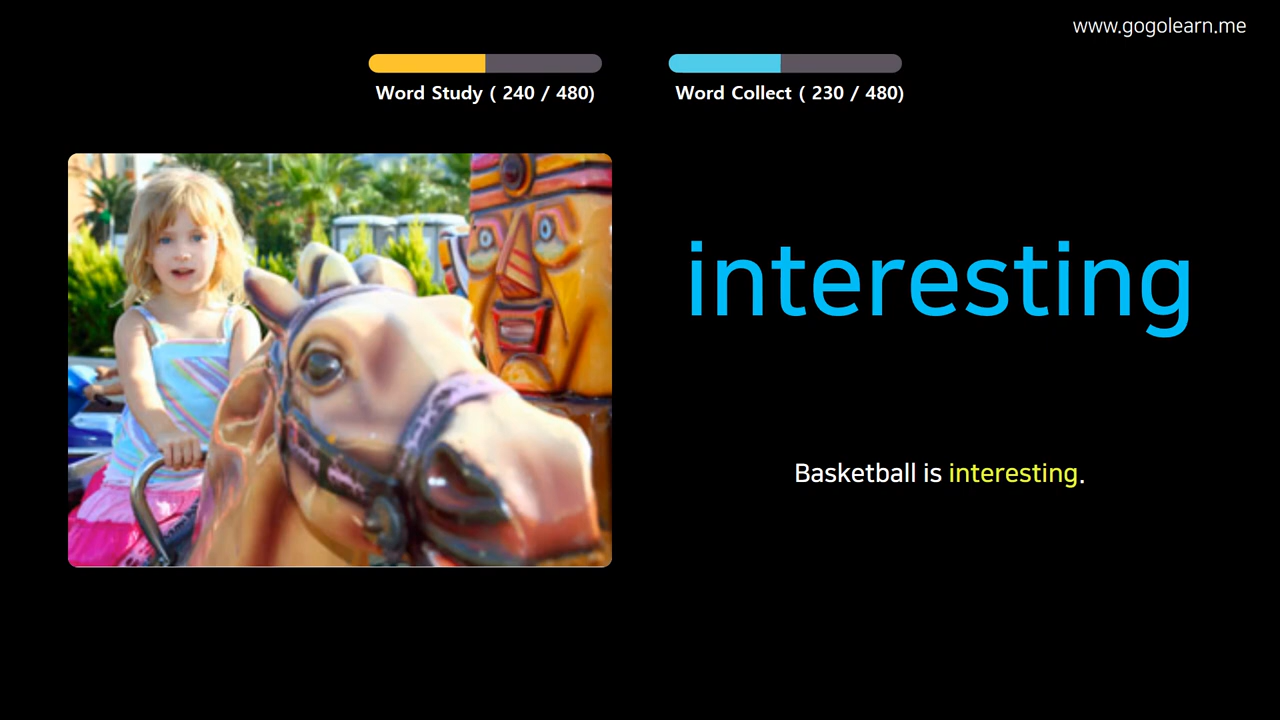 www.gogolearn.me
Word Study ( 240 / 480)
Word Collect ( 230 / 480)
interesting
Basketball is interesting.